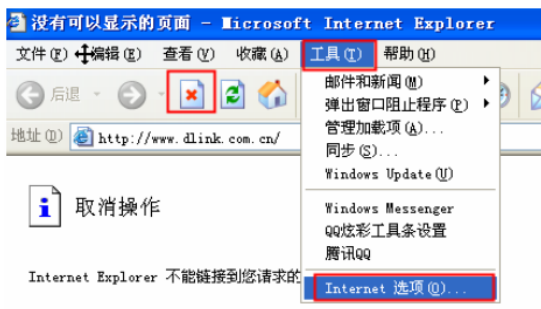 没有可以显示的页面 - Microsoft Internet Explorer
文件(F) 编辑(E) 查看(V) 收藏(A) 工具(T) 帮助(H)
后退
地址(D) http://www.dlink.com.cn/
邮件和新闻(M)
弹出窗口阻止程序(P)
管理加载项(A)...
同步(S)...
Windows Update(U)
Windows Messenger
QQ炫彩工具条设置
腾讯QQ
Internet 选项(O)...
取消操作
Internet Explorer 不能链接到您请求的